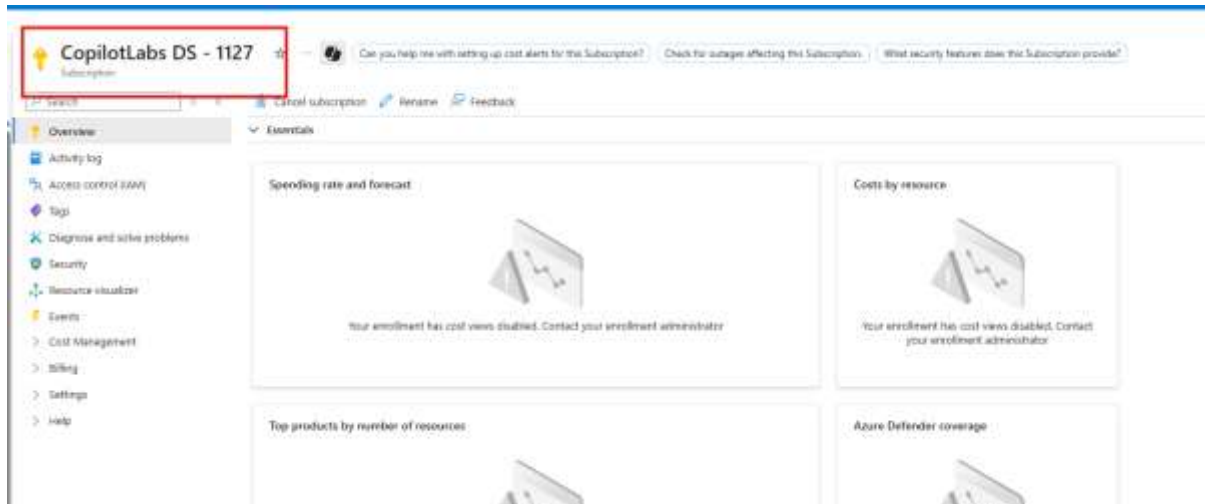 CopilotLabs DS - 1127
Subscription
Can you help me with setting up cost alerts for this Subscription?
Check for outages affecting this Subscription.
What security features does this Subscription provide?
Search
Cancel subscription
Rename
Feedback
Overview
Activity log
Access control (IAM)
Tags
Diagnose and solve problems
Security
Resource visualizer
Events
Cost Management
Billing
Settings
Help
Essentials
Spending rate and forecast
Your enrollment has cost views disabled. Contact your enrollment administrator
Costs by resource
Your enrollment has cost views disabled. Contact
your enrollment administrator
Top products by number of resources
Azure Defender coverage